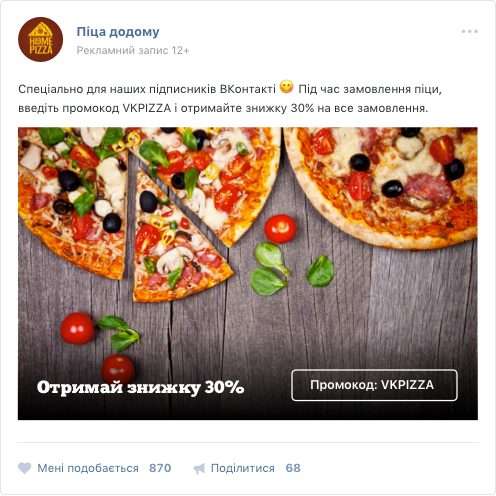 HOME
PIZZA
Піца додому
Рекламний запис 12+
Спеціально для наших підписників ВКонтакті 😋 Під час замовлення піци,
введіть промокод VKPIZZA і отримайте знижку 30% на все замовлення.
Отримай знижку 30%
Промокод: VKPIZZA
Мені подобається 870 Поділитися 68